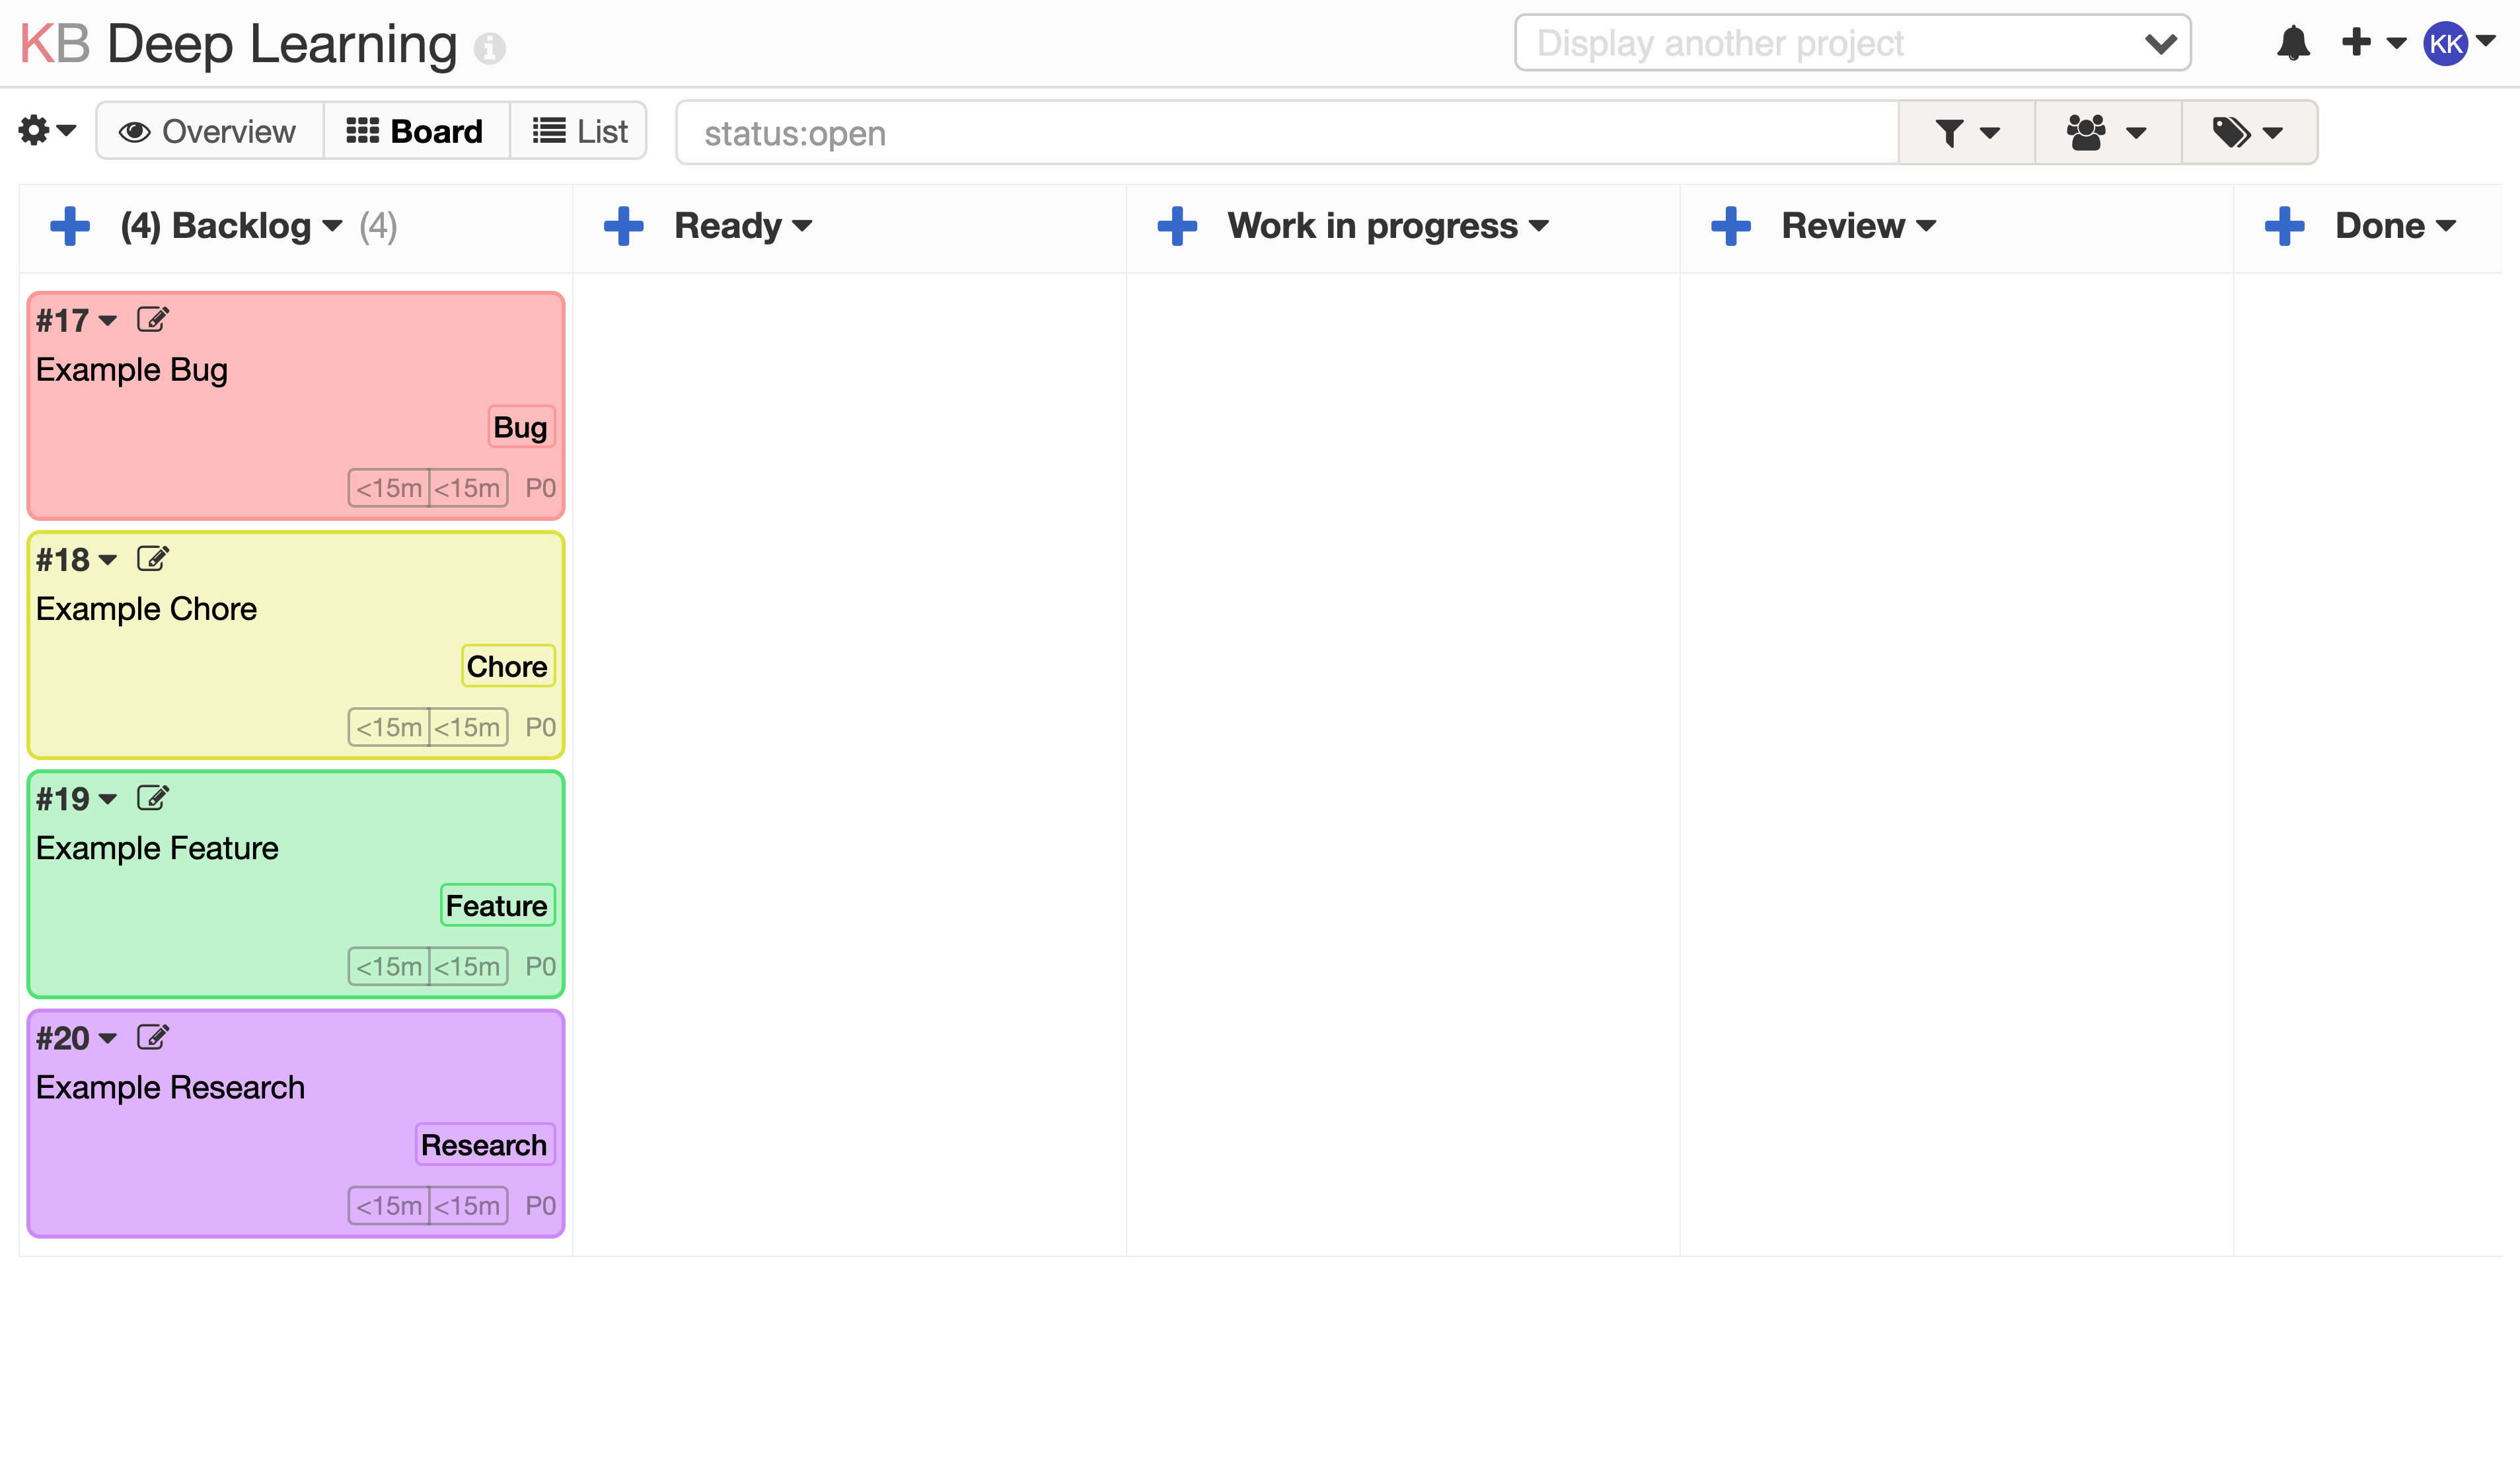 KB Deep Learning
Display another project
KK
Overview
Board
List
status:open
(4) Backlog (4)
Ready
Work in progress
Review
Done
#17
Example Bug
Bug
<15m <15m P0
#18
Example Chore
Chore
<15m <15m P0
#19
Example Feature
Feature
<15m <15m P0
#20
Example Research
Research
<15m <15m P0